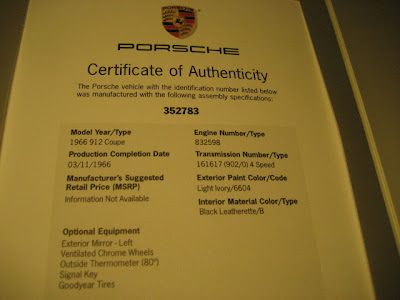 PORSCHE
Certificate of Authenticity
The Porsche vehicle with the identification number listed below
was manufactured with the following assembly specifications:
352783
Model Year/Type
1966 912 Coupe
Production Completion Date
03/11/1966
Manufacturer's Suggested
Retail Price (MSRP)
Information Not Available
Engine Number/Type
832598
Transmission Number/Type
161617 (902/0) 4 Speed
Exterior Paint Color/Code
Light Ivory/6604
Interior Material Color/Type
Black Leatherette/B
Optional Equipment
Exterior Mirror - Left
Ventilated Chrome Wheels
Outside Thermometer (80°)
Signal Key
Goodyear Tires